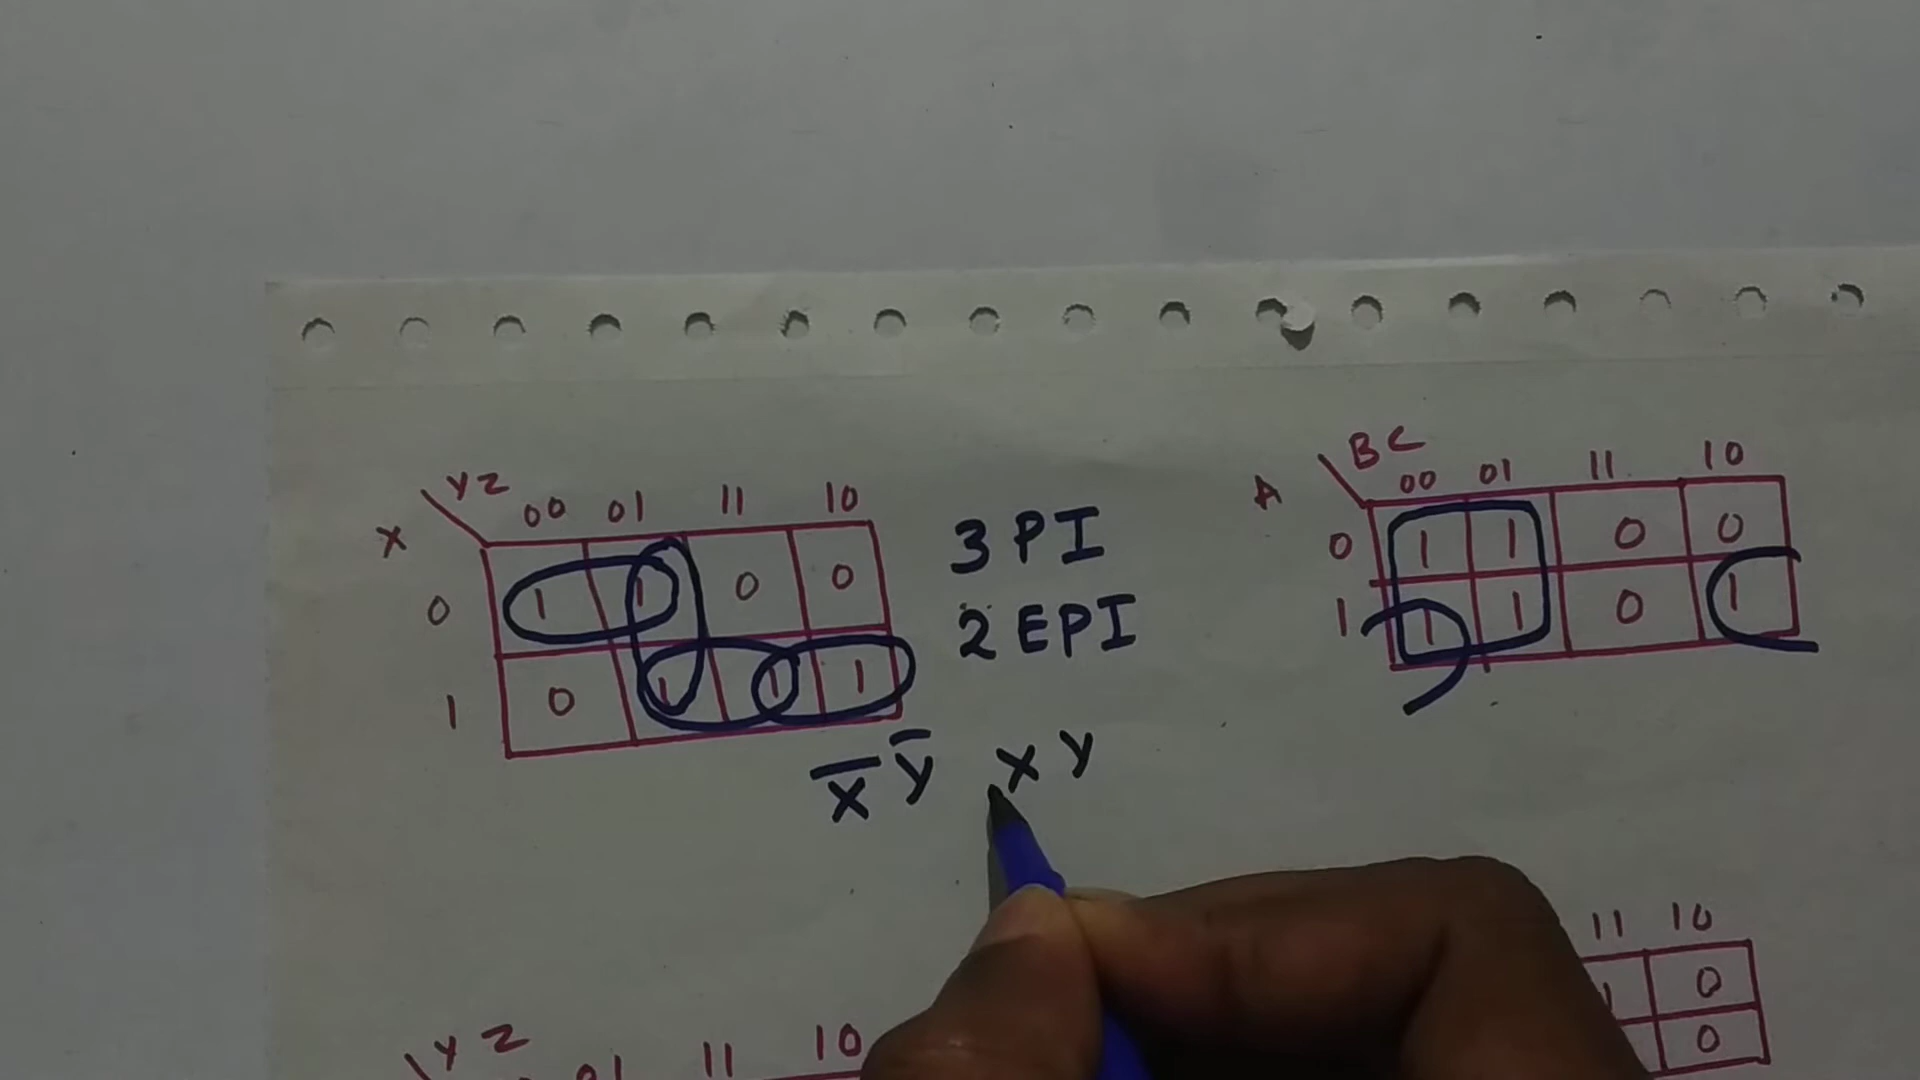 YZ
X 00 01 11 10
0 1 1 0 0
1 0 1 1 1
3 PI
2 EPI
X̅ Y̅ X Y
BC
A 00 01 11 10
0 1 1 0 0
1 1 1 0 1
YZ
01 11 10
11 10
1 0
0